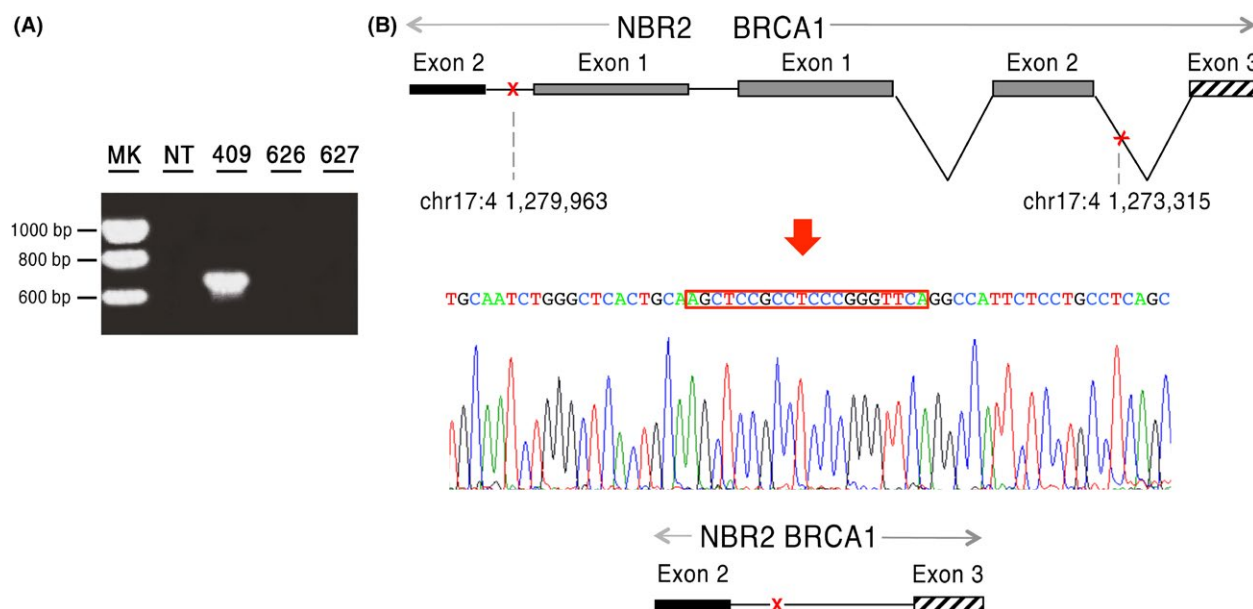 (A)
MK NT 409 626 627
1000 bp
800 bp
600 bp
(B)
NBR2 BRCA1
Exon 2 Exon 1 Exon 1 Exon 2 Exon 3
X X
chr17:4 1,279,963 chr17:4 1,273,315
TGCAATCTGGGCTCACTGCAAGCTCCGCCTCCCGGGTTCAGGCCATTCTCCTGCCTCAGC
NBR2 BRCA1
Exon 2 Exon 3
X